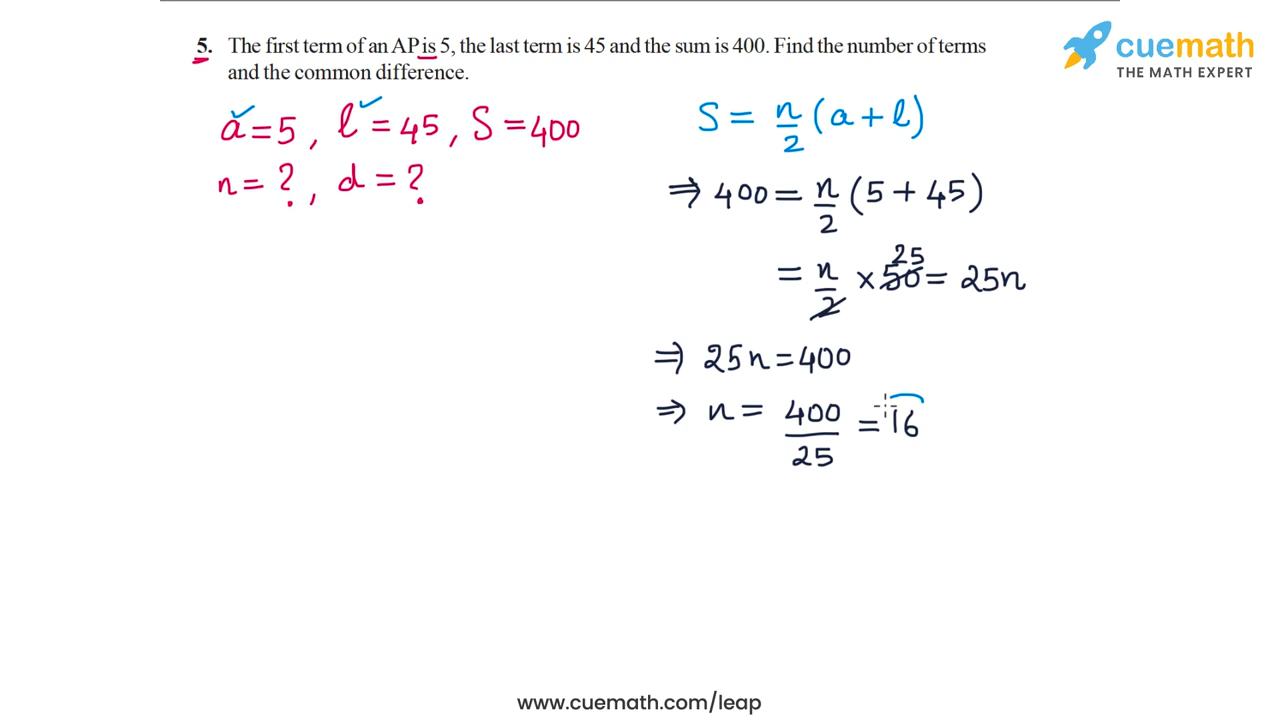 5. The first term of an AP is 5, the last term is 45 and the sum is 400. Find the number of terms
and the common difference.
cuemath
THE MATH EXPERT
a = 5, l = 45, S = 400
n = ?, d = ?
S = n/2 (a + l)
⇒ 400 = n/2 (5 + 45)
= n/2 × 50 25 = 25n
⇒ 25n = 400
⇒ n = 400/25 = 16
www.cuemath.com/leap